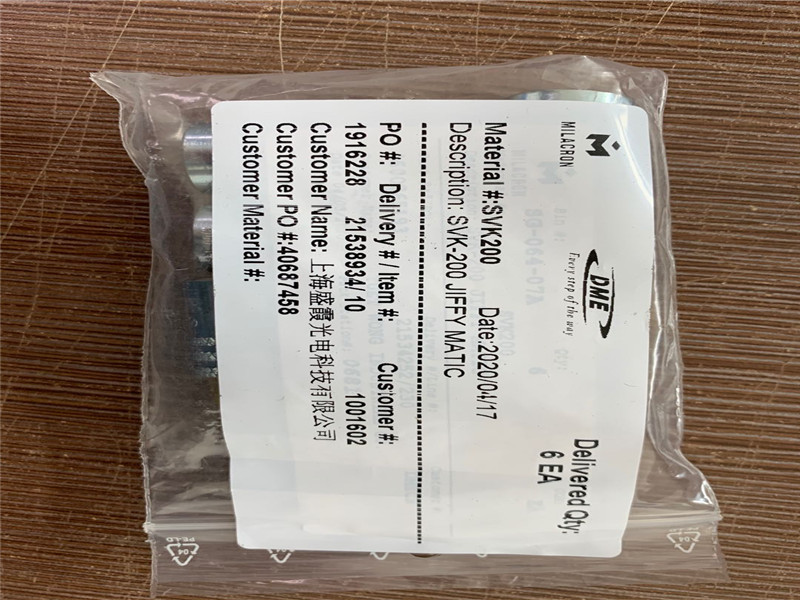 MILACRON
DME
Every step of the way
Delivered Qty:
6 EA
Material #:SVK200 Date:2020/04/17
Description: SVK-200 JIFFY MATIC
PO #: Delivery # / Item #: Customer #:
1916228 21538934/ 10 1001602
Customer Name: 上海盛霞光电科技有限公司
Customer PO #:40687458
Customer Material #:
04